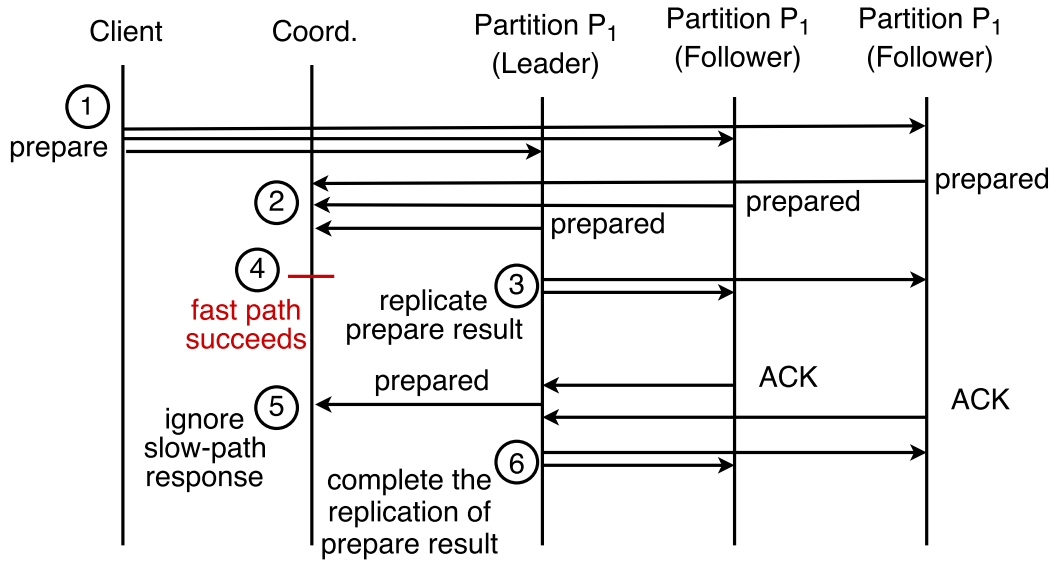 Client
Coord.
Partition P1
(Leader)
Partition P1
(Follower)
Partition P1
(Follower)
1
prepare
prepared
2
prepared
prepared
4
fast path
succeeds
3
replicate
prepare result
prepared
ACK
ACK
5
ignore
slow-path
response
6
complete the
replication of
prepare result